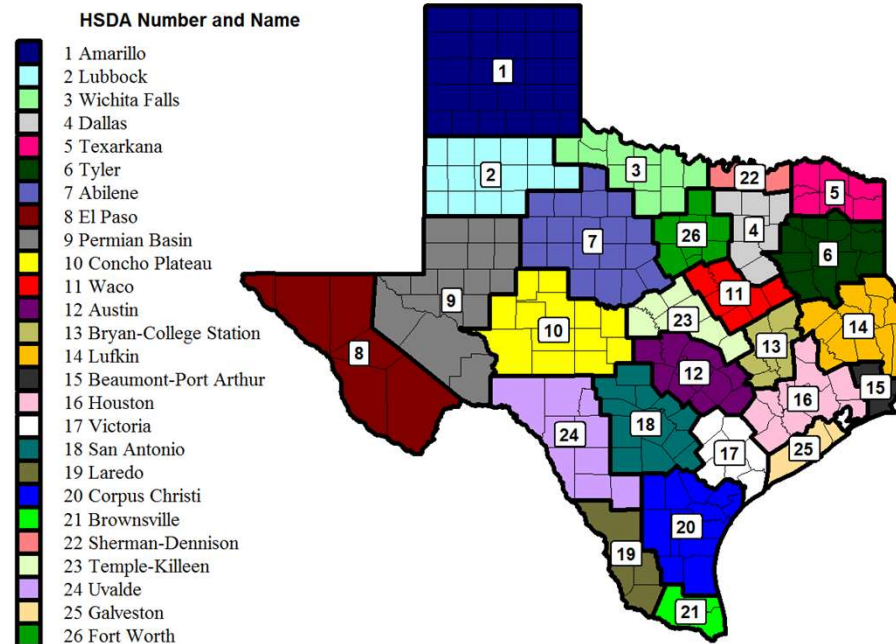 HSDA Number and Name
1 Amarillo
2 Lubbock
3 Wichita Falls
4 Dallas
5 Texarkana
6 Tyler
7 Abilene
8 El Paso
9 Permian Basin
10 Concho Plateau
11 Waco
12 Austin
13 Bryan-College Station
14 Lufkin
15 Beaumont-Port Arthur
16 Houston
17 Victoria
18 San Antonio
19 Laredo
20 Corpus Christi
21 Brownsville
22 Sherman-Dennison
23 Temple-Killeen
24 Uvalde
25 Galveston
26 Fort Worth
1
2
3
22
5
4
26
7
6
11
9
23
10
14
13
8
12
15
16
18
24
25
17
20
19
21